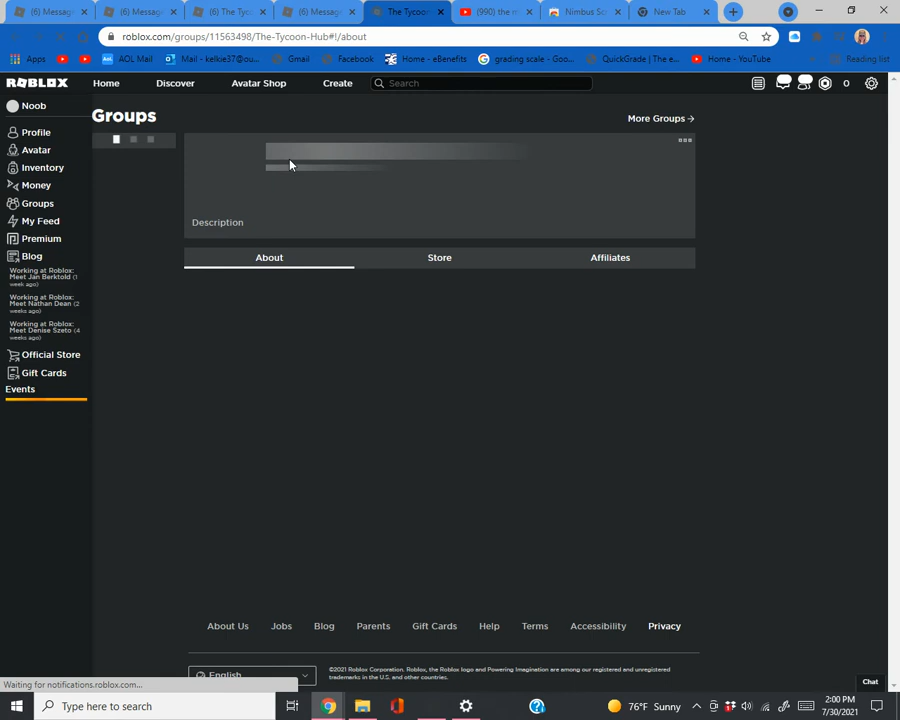 (6) Messag
(6) Messag
(6) The Ty
(6) Messag
The Tycoo
(990) the m
Nimbus Sc
New Tab
roblox.com/groups/11563498/The-Tycoon-Hub#!/about
Apps
AOL Mail
Mail - kelkie37@ou...
Gmail
Facebook
Home - eBenefits
grading scale - Goo...
QuickGrade | The e...
Home - YouTube
Reading list
ROBLOX
Home
Discover
Avatar Shop
Create
Search
0
Noob
Groups
More Groups
Profile
Avatar
Inventory
Money
Groups
My Feed
Premium
Blog
Working at Roblox:
Meet Jan Berktold (1
week ago)
Working at Roblox:
Meet Nathan Dean (2
weeks ago)
Working at Roblox:
Meet Denise Szeto (4
weeks ago)
Official Store
Gift Cards
Events
Description
About
Store
Affiliates
About Us
Jobs
Blog
Parents
Gift Cards
Help
Terms
Accessibility
Privacy
English
©2021 Roblox Corporation. Roblox, the Roblox logo and Powering Imagination are among our registered and unregistered
trademarks in the U.S. and other countries.
Chat
Waiting for notifications.roblox.com...
Type here to search
76°F Sunny
2:00 PM
7/30/2021